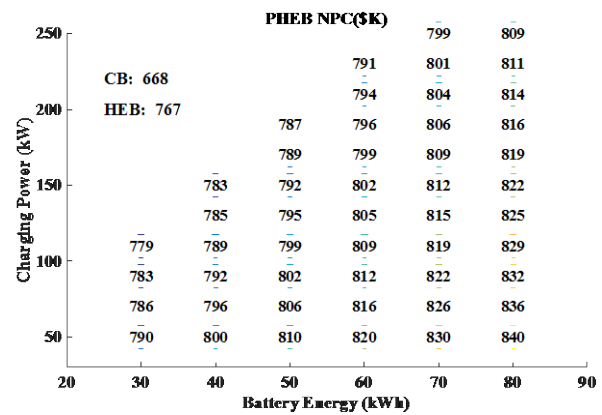 PHEB NPC($K)
250
799 809
791 801 811
CB: 668
794 804 814
HEB: 767
200
787 796 806 816
789 799 809 819
150
783 792 802 812 822
785 795 805 815 825
779 789 799 809 819 829
100
783 792 802 812 822 832
786 796 806 816 826 836
50
790 800 810 820 830 840
20 30 40 50 60 70 80 90
Battery Energy (kWh)
Charging Power (kW)